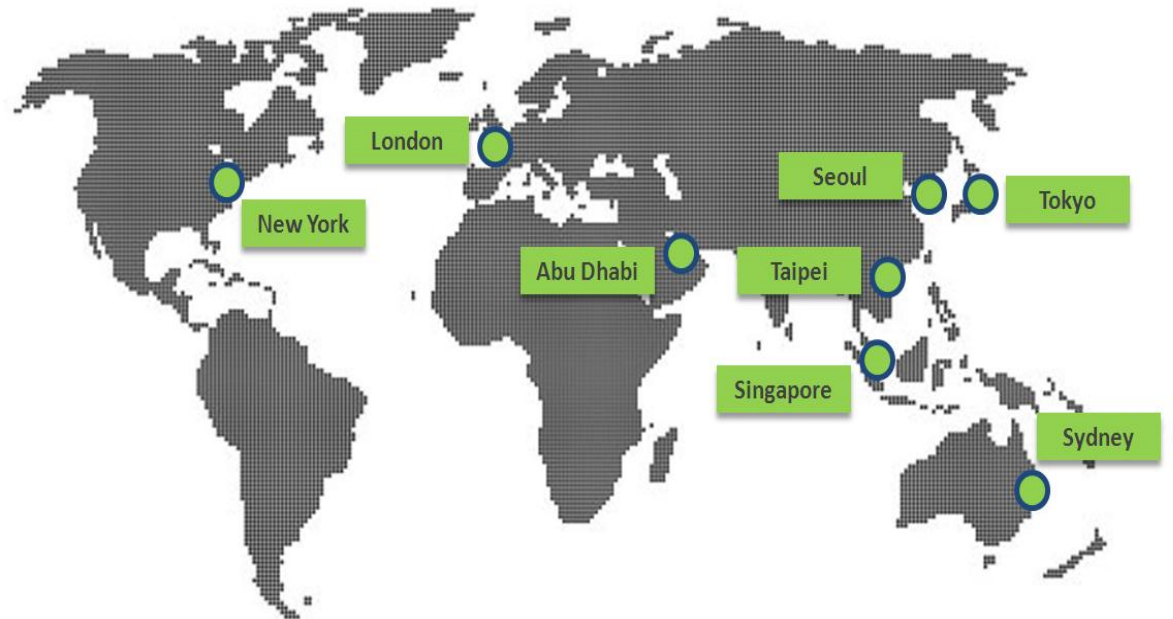 London
Seoul
Tokyo
New York
Abu Dhabi
Taipei
Singapore
Sydney